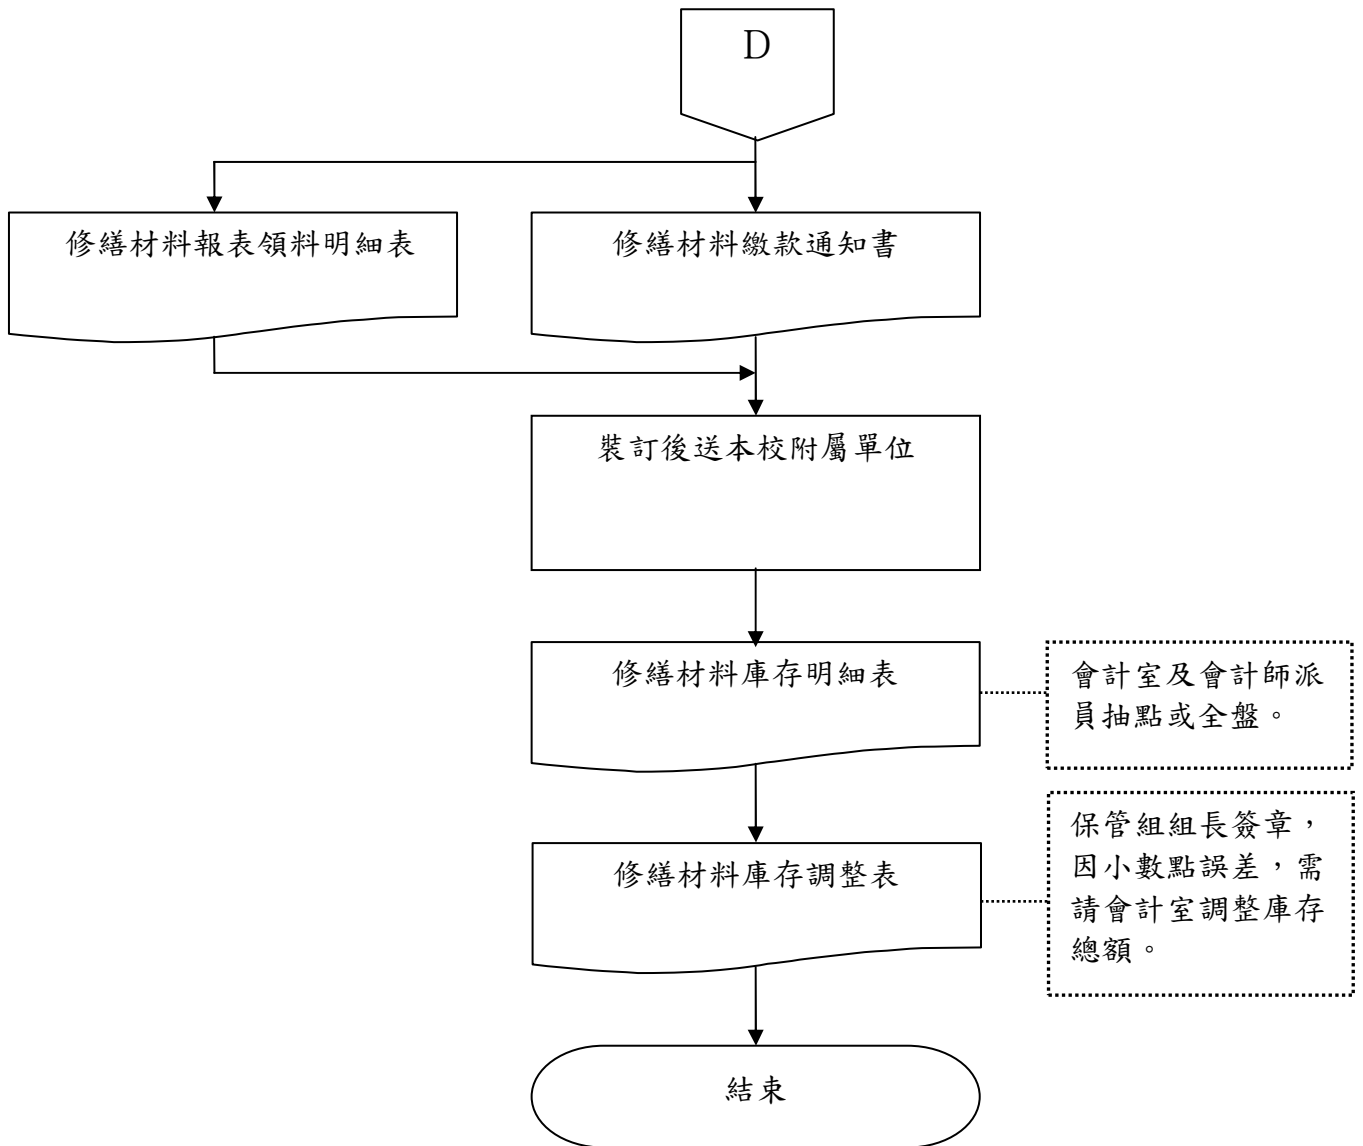 D
修繕材料報表領料明細表
修繕材料繳款通知書
裝訂後送本校附屬單位
修繕材料庫存明細表
會計室及會計師派
員抽點或全盤。
修繕材料庫存調整表
保管組組長簽章，
因小數點誤差，需
請會計室調整庫存
總額。
結束